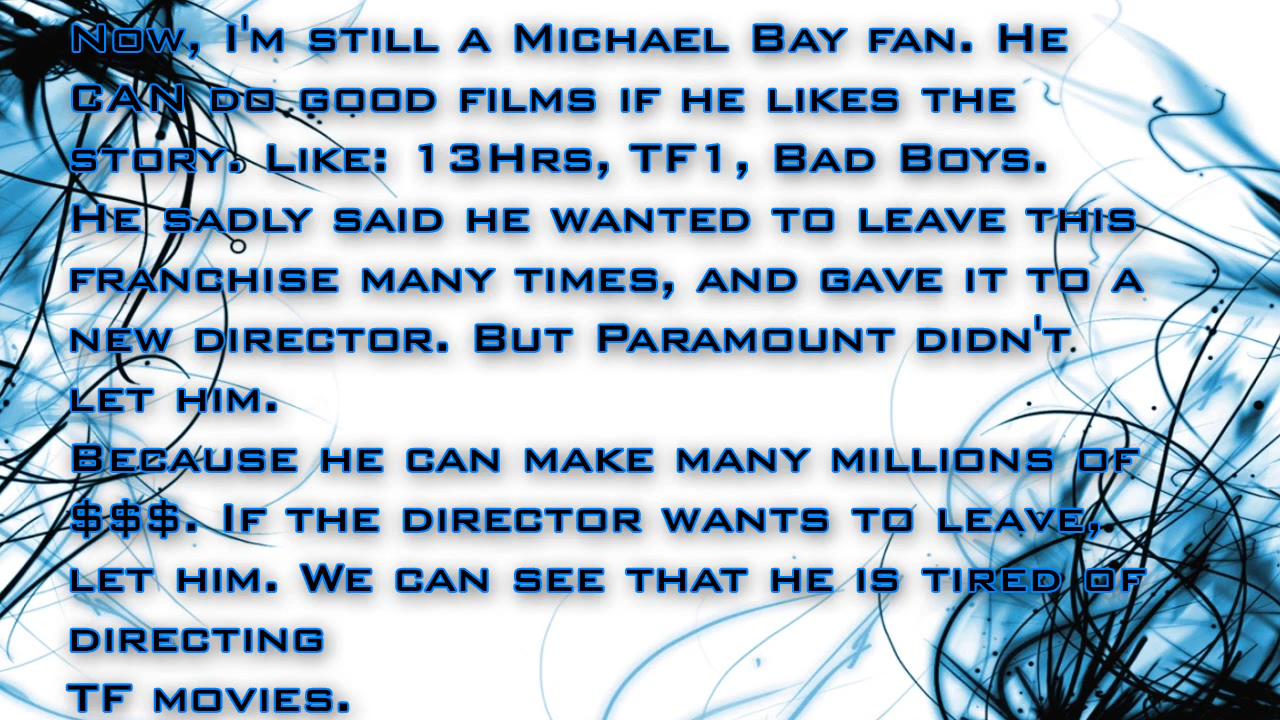 Now, I'm still a Michael Bay fan. He
CAN do good films if he likes the
story. Like: 13Hrs, TF1, Bad Boys.
He sadly said he wanted to leave this
franchise many times, and gave it to a
new director. But Paramount didn't
let him.
Because he can make many millions of
$$$. If the director wants to leave,
let him. We can see that he is tired of
directing
TF movies.